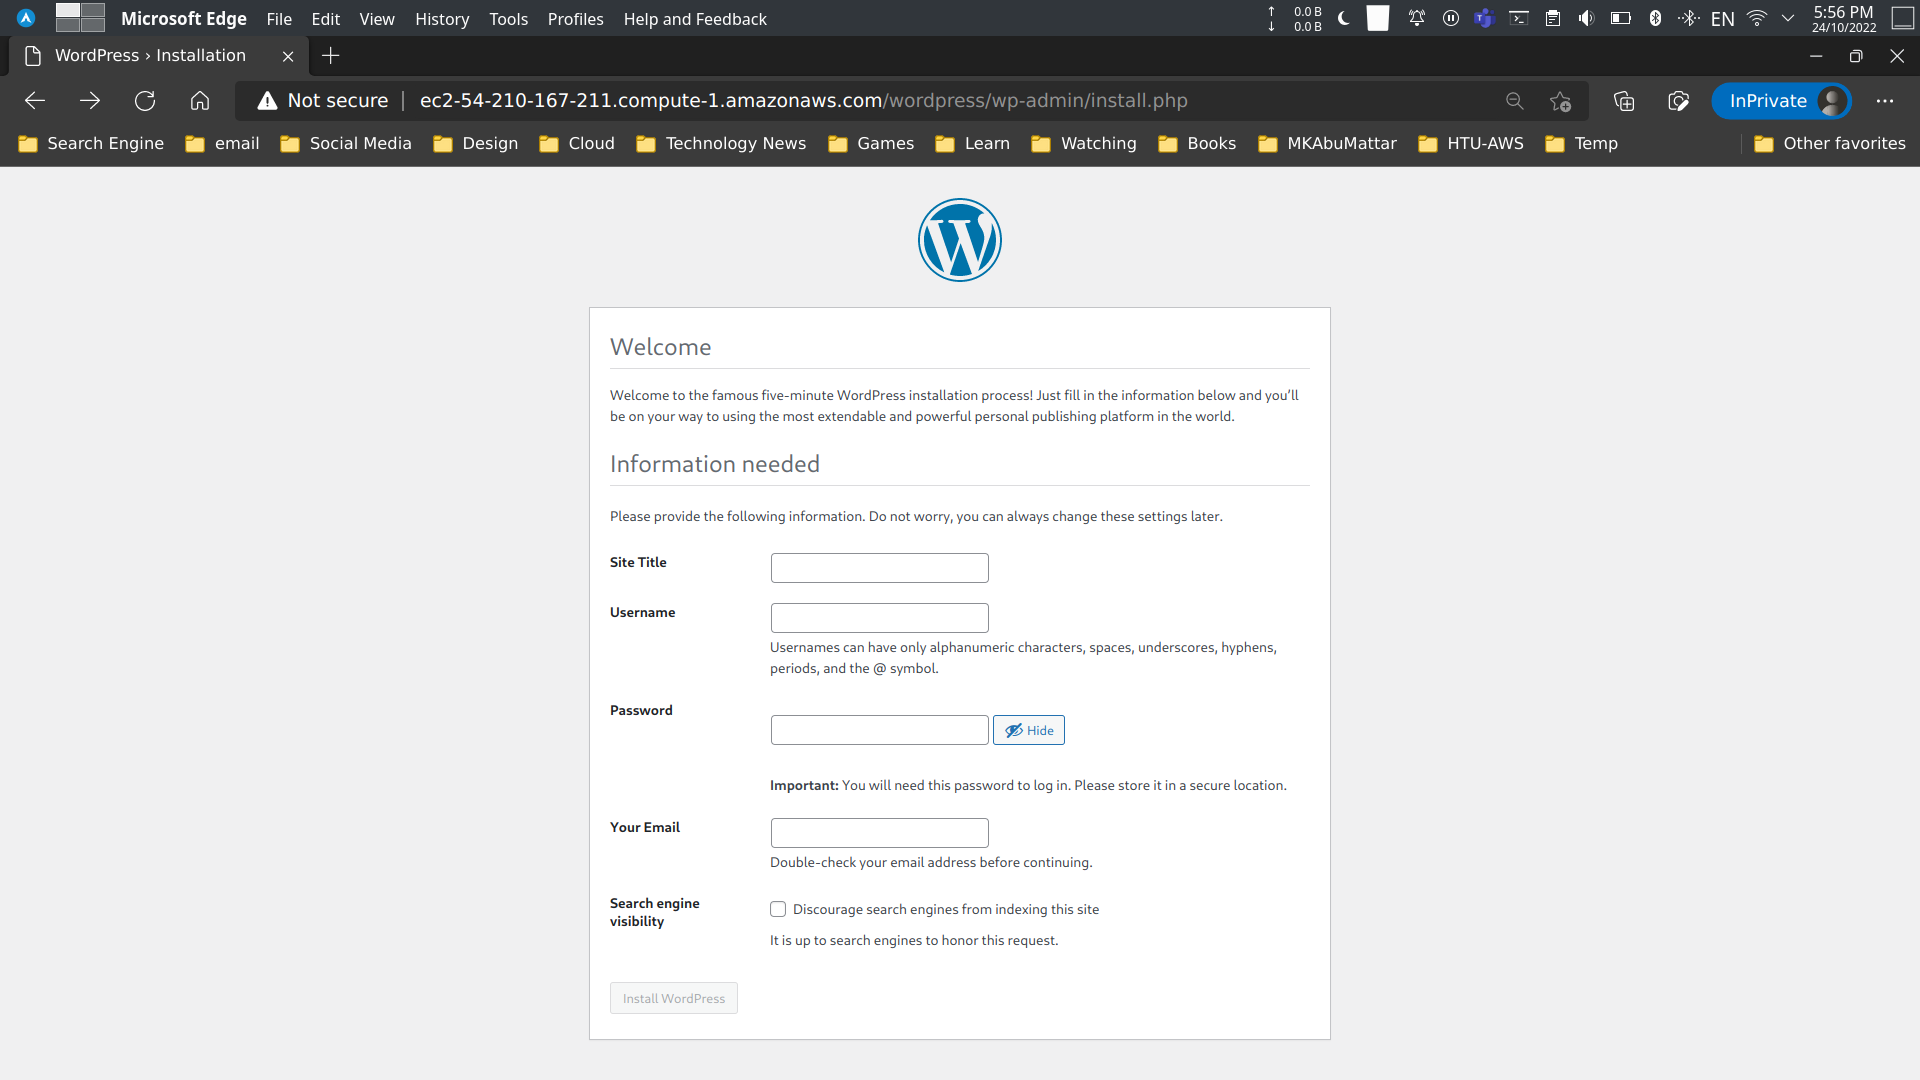 Microsoft Edge File Edit View History Tools Profiles Help and Feedback 0.0 B 0.0 B EN 5:56 PM 24/10/2022
WordPress › Installation
Not secure ec2-54-210-167-211.compute-1.amazonaws.com/wordpress/wp-admin/install.php InPrivate
Search Engine email Social Media Design Cloud Technology News Games Learn Watching Books MKAbuMattar HTU-AWS Temp Other favorites
Welcome
Welcome to the famous five-minute WordPress installation process! Just fill in the information below and you’ll
be on your way to using the most extendable and powerful personal publishing platform in the world.
Information needed
Please provide the following information. Do not worry, you can always change these settings later.
Site Title
Username
Usernames can have only alphanumeric characters, spaces, underscores, hyphens,
periods, and the @ symbol.
Password
Hide
Important: You will need this password to log in. Please store it in a secure location.
Your Email
Double-check your email address before continuing.
Search engine
visibility
Discourage search engines from indexing this site
It is up to search engines to honor this request.
Install WordPress